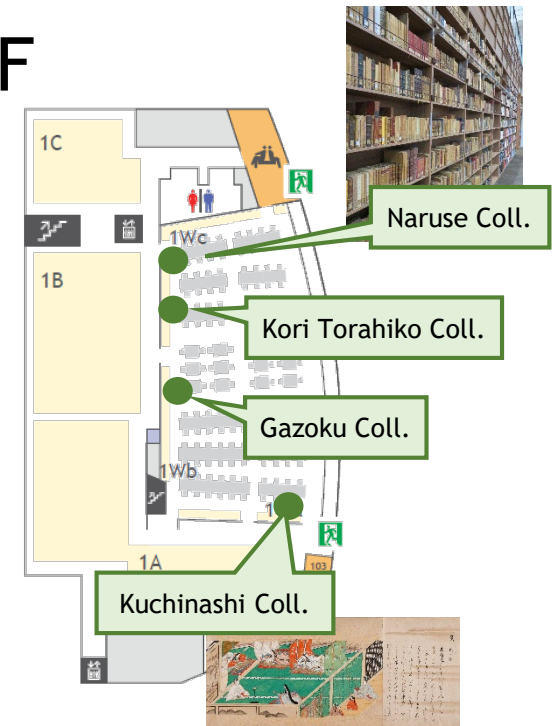 F
1C
1Wc
Naruse Coll.
1B
Kori Torahiko Coll.
Gazoku Coll.
1Wb
1A
103
Kuchinashi Coll.